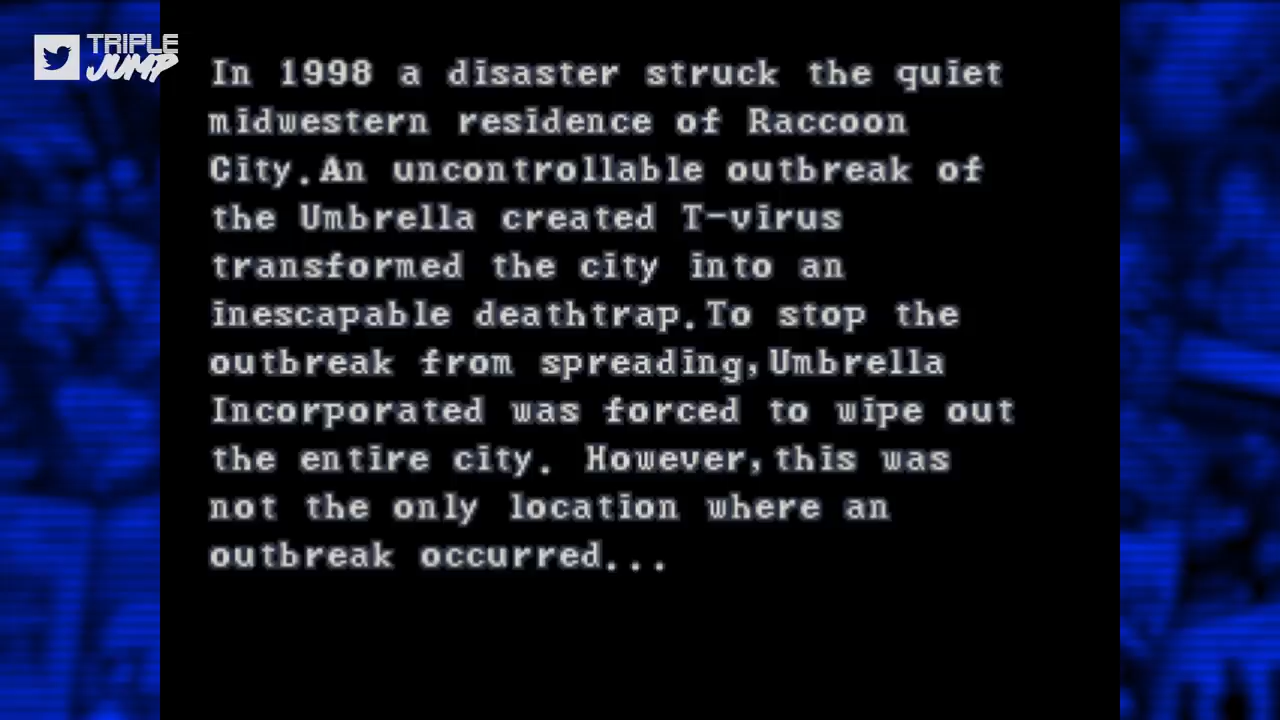 TRIPLE
JUMP
In 1998 a disaster struck the quiet
midwestern residence of Raccoon
City.An uncontrollable outbreak of
the Umbrella created T-virus
transformed the city into an
inescapable deathtrap.To stop the
outbreak from spreading,Umbrella
Incorporated was forced to wipe out
the entire city. However,this was
not the only location where an
outbreak occurred...